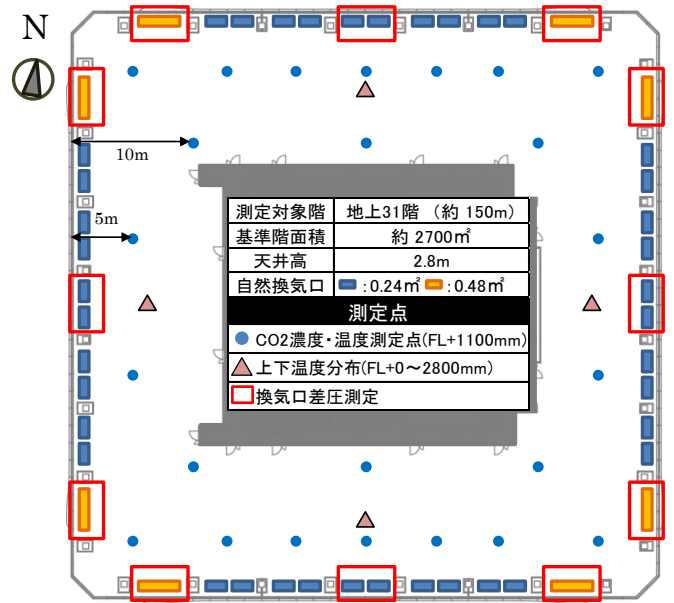 N
10m
5m
測定対象階 地上31階 (約 150m)
基準階面積 約 2700㎡
天井高 2.8m
自然換気口 :0.24㎡ :0.48㎡
測定点
CO2濃度・温度測定点(FL+1100mm)
上下温度分布(FL+0～2800mm)
換気口差圧測定